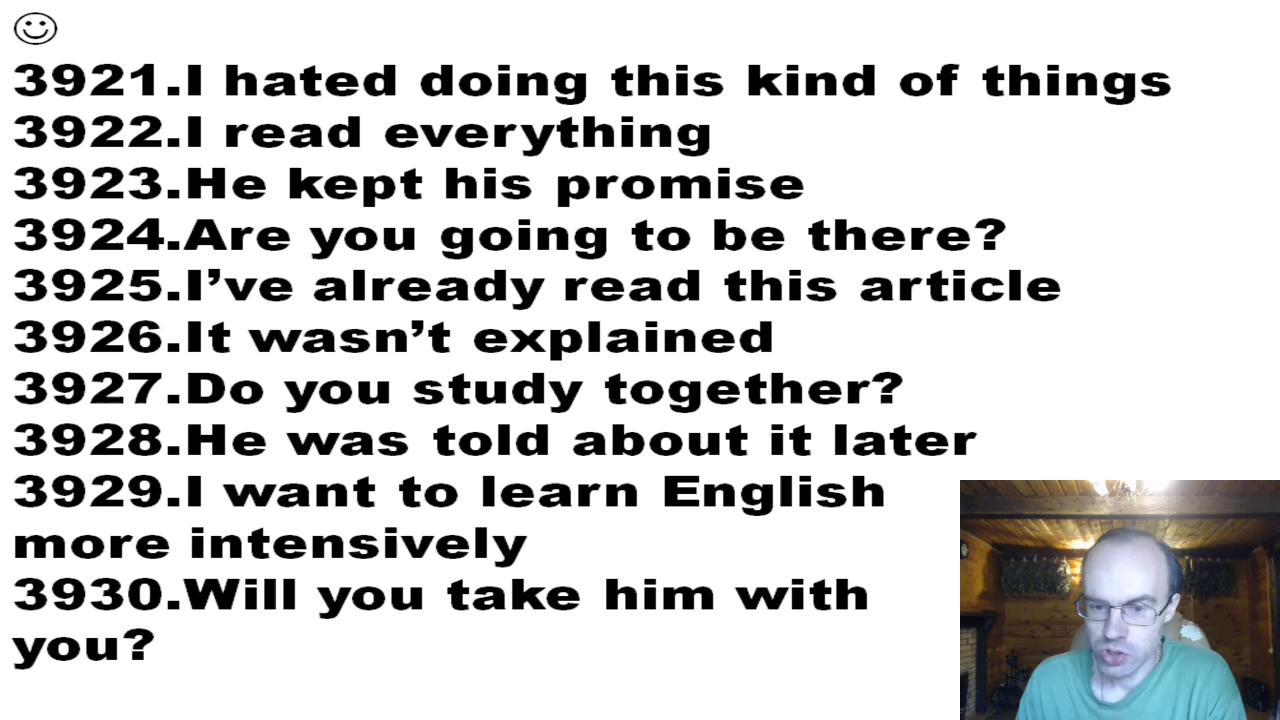 3921.I hated doing this kind of things
3922.I read everything
3923.He kept his promise
3924.Are you going to be there?
3925.I’ve already read this article
3926.It wasn’t explained
3927.Do you study together?
3928.He was told about it later
3929.I want to learn English
more intensively
3930.Will you take him with
you?